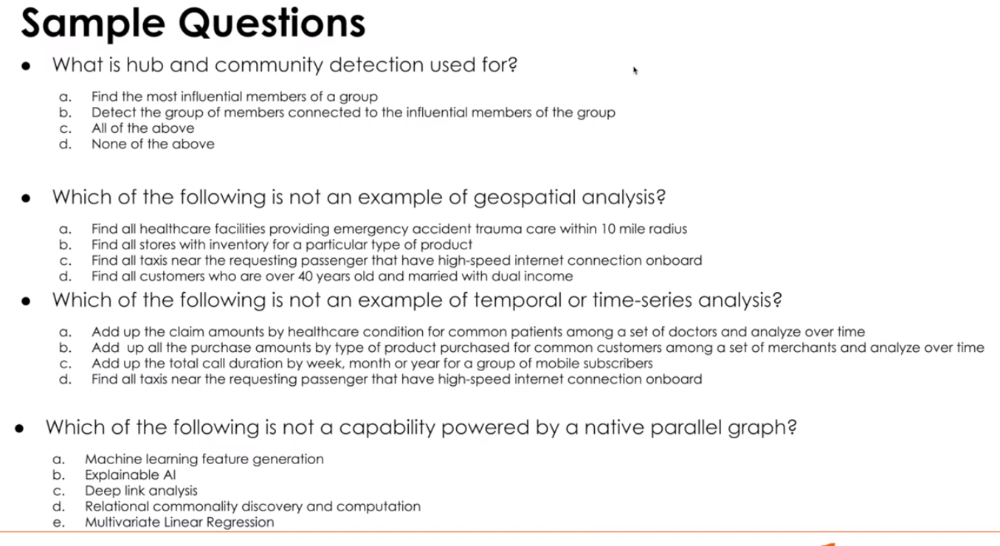 Sample Questions
● What is hub and community detection used for?
a. Find the most influential members of a group
b. Detect the group of members connected to the influential members of the group
c. All of the above
d. None of the above
● Which of the following is not an example of geospatial analysis?
a. Find all healthcare facilities providing emergency accident trauma care within 10 mile radius
b. Find all stores with inventory for a particular type of product
c. Find all taxis near the requesting passenger that have high-speed internet connection onboard
d. Find all customers who are over 40 years old and married with dual income
● Which of the following is not an example of temporal or time-series analysis?
a. Add up the claim amounts by healthcare condition for common patients among a set of doctors and analyze over time
b. Add up all the purchase amounts by type of product purchased for common customers among a set of merchants and analyze over time
c. Add up the total call duration by week, month or year for a group of mobile subscribers
d. Find all taxis near the requesting passenger that have high-speed internet connection onboard
● Which of the following is not a capability powered by a native parallel graph?
a. Machine learning feature generation
b. Explainable AI
c. Deep link analysis
d. Relational commonality discovery and computation
e. Multivariate Linear Regression